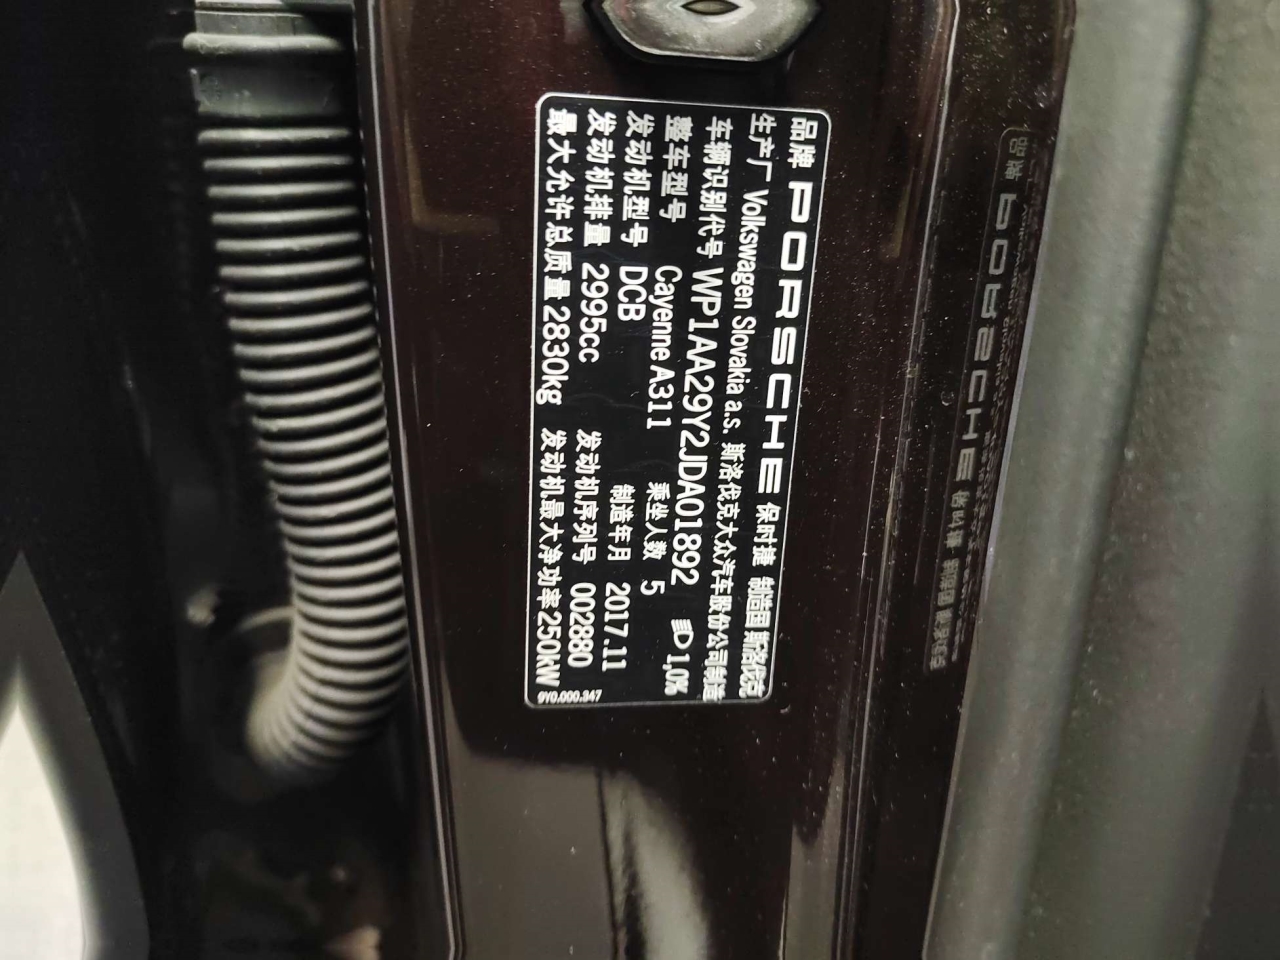 品牌 PORSCHE 保时捷 制造国 斯洛伐克
生产厂 Volkswagen Slovakia a.s. 斯洛伐克大众汽车股份公司制造
车辆识别代号 WP1AA29Y2JDA01892 1,0%
整车型号 Cayenne A311 乘坐人数 5
发动机型号 DCB 制造年月 2017.11
发动机排量 2995cc 发动机序列号 002880
最大允许总质量 2830kg 发动机最大净功率 250kW
9Y0.000.347